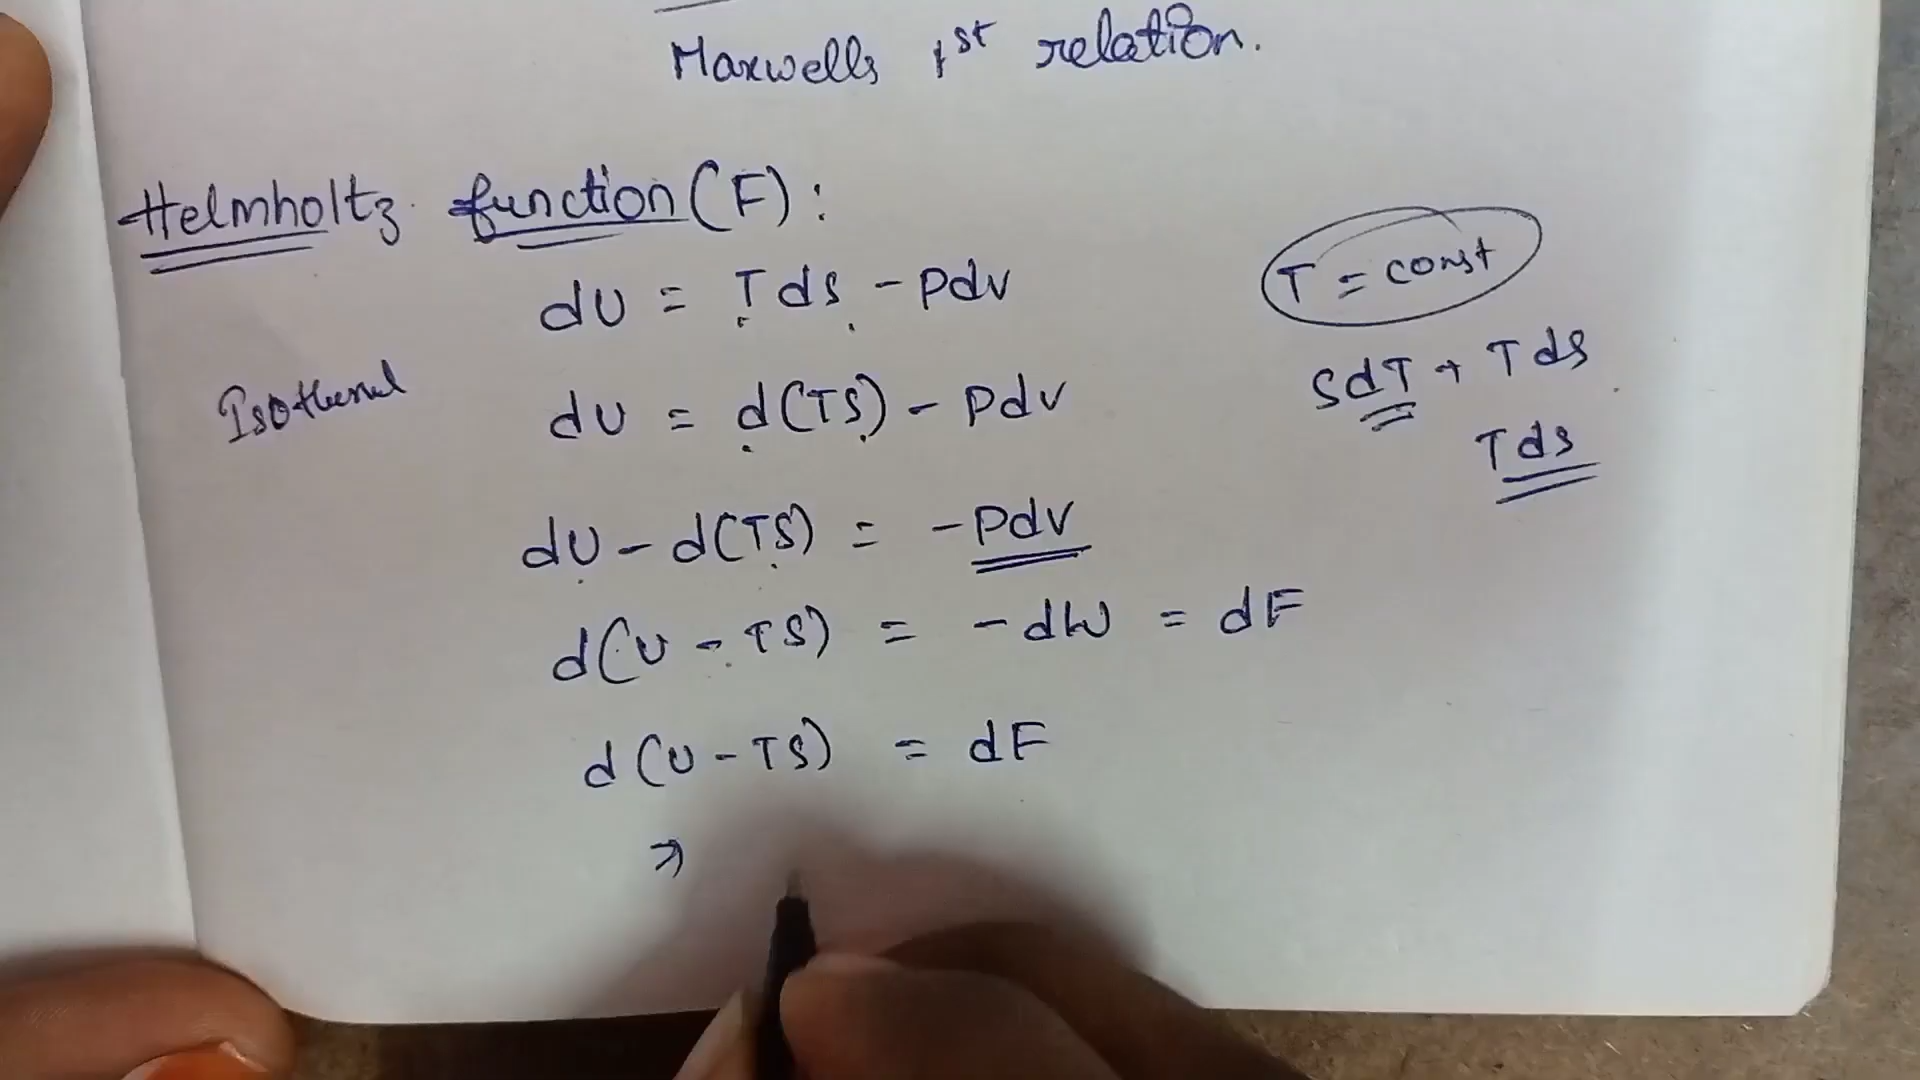 Maxwells 1st relation.
Helmholtz function (F) :
dU = Tds - Pdv
T = const
Isothermal
dU = d(TS) - Pdv
SdT + Tds
Tds
dU - d(TS) = - Pdv
d(U - TS) = - dW = dF
d(U - TS) = dF
⇒